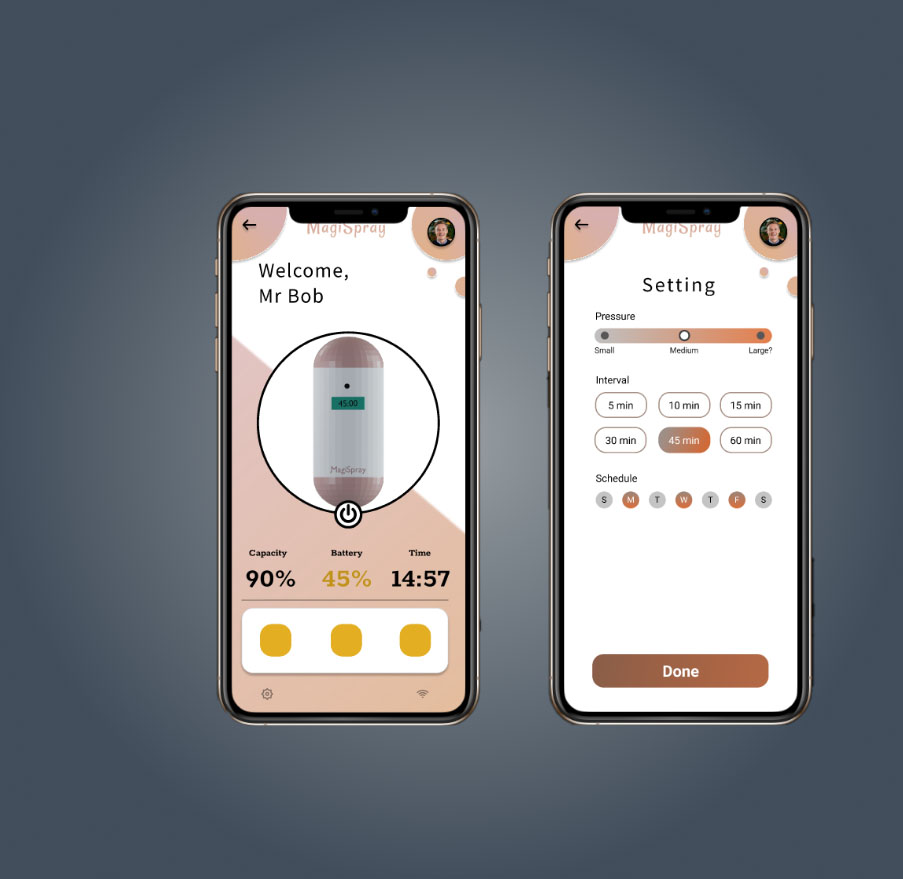 MagiSpray
Welcome,
Mr Bob
45:00
MagiSpray
Capacity Battery Time
90% 45% 14:57
MagiSpray
Setting
Pressure
Small Medium Large?
Interval
5 min 10 min 15 min
30 min 45 min 60 min
Schedule
S M T W T F S
Done